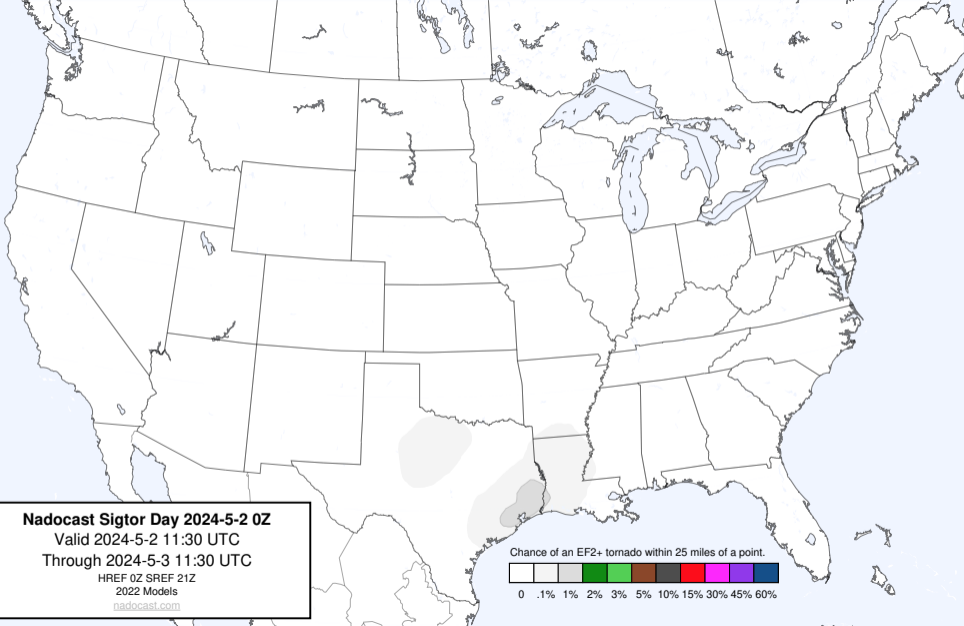 Nadocast Sigtor Day 2024-5-2 0Z
Valid 2024-5-2 11:30 UTC
Through 2024-5-3 11:30 UTC
HREF 0Z SREF 21Z
2022 Models
nadocast.com
Chance of an EF2+ tornado within 25 miles of a point.
0 .1% 1% 2% 3% 5% 10% 15% 30% 45% 60%